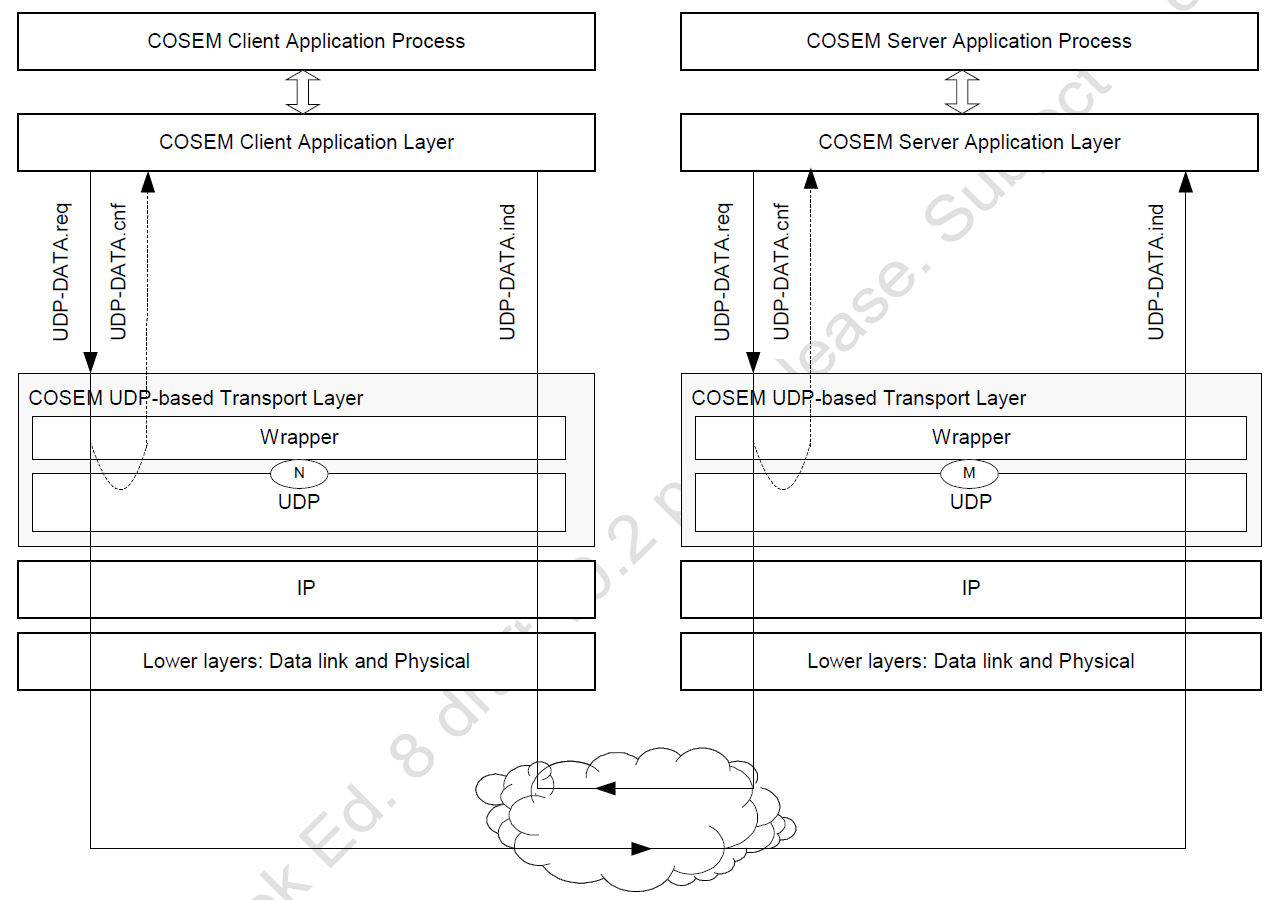 COSEM Client Application Process
COSEM Server Application Process
COSEM Client Application Layer
COSEM Server Application Layer
UDP-DATA.req
UDP-DATA.cnf
UDP-DATA.ind
UDP-DATA.req
UDP-DATA.cnf
UDP-DATA.ind
COSEM UDP-based Transport Layer
Wrapper
N
UDP
COSEM UDP-based Transport Layer
Wrapper
M
UDP
IP
IP
Lower layers: Data link and Physical
Lower layers: Data link and Physical
Ed. 8